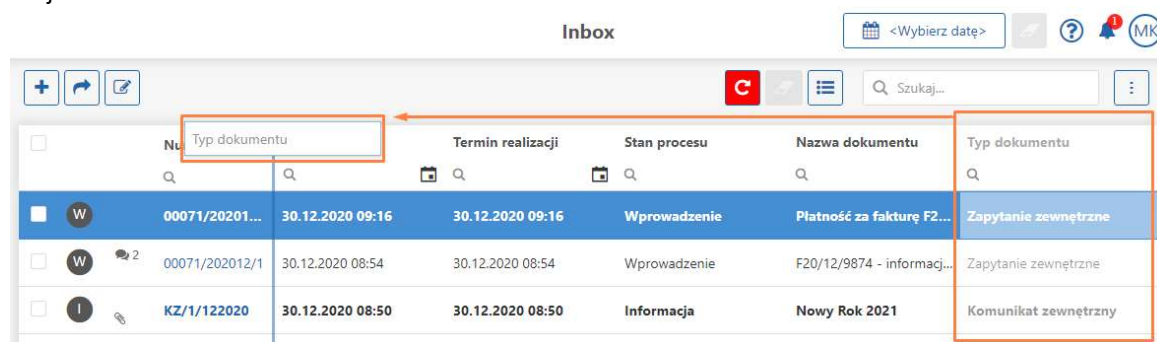 Inbox
<Wybierz datę>
1
MK
Szukaj...
Typ dokumentu
Termin realizacji
Stan procesu
Nazwa dokumentu
Typ dokumentu
W 00071/20201... 30.12.2020 09:16 30.12.2020 09:16 Wprowadzenie Płatność za fakturę F2... Zapytanie zewnętrzne
W 2 00071/202012/1 30.12.2020 08:54 30.12.2020 08:54 Wprowadzenie F20/12/9874 - informacj... Zapytanie zewnętrzne
I KZ/1/122020 30.12.2020 08:50 30.12.2020 08:50 Informacja Nowy Rok 2021 Komunikat zewnętrzny